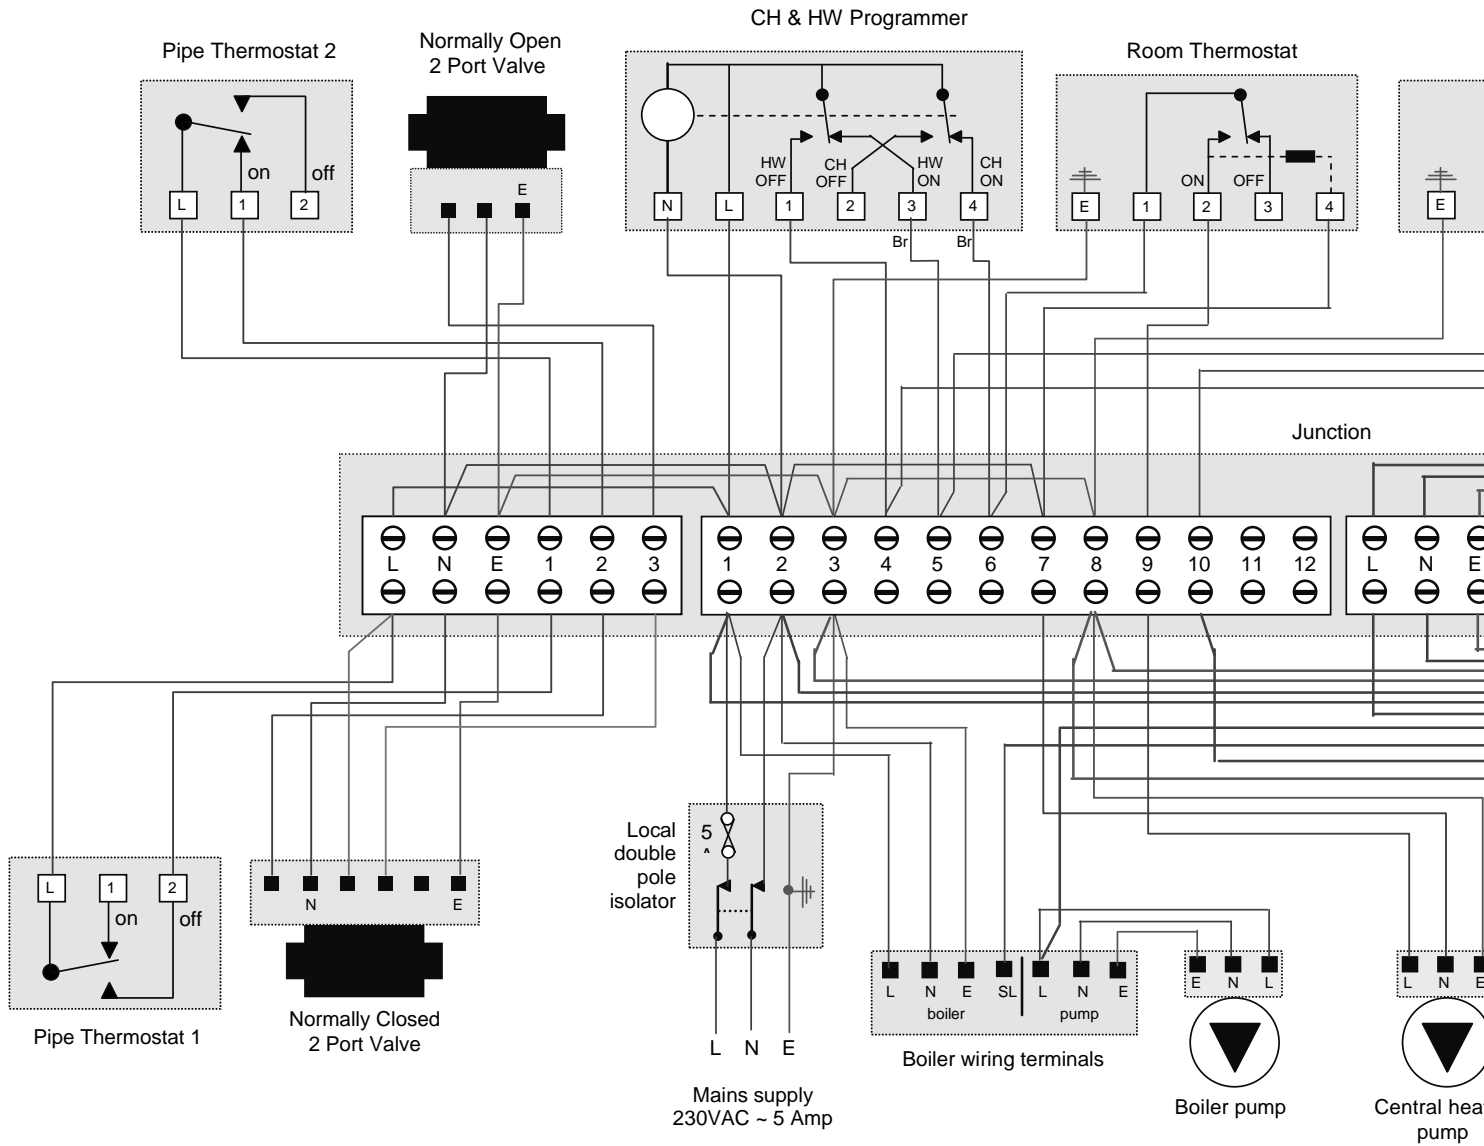 CH & HW Programmer
Pipe Thermostat 2
Normally Open
2 Port Valve
Room Thermostat
on
off
L
1
2
E
HW
OFF
CH
OFF
HW
ON
CH
ON
N
L
1
2
3
4
Br
Br
E
ON
OFF
1
2
3
4
E
Junction
L
N
E
1
2
3
1
2
3
4
5
6
7
8
9
10
11
12
L
N
E
Local
double
pole
isolator
5
L
1
2
on
off
Pipe Thermostat 1
N
E
Normally Closed
2 Port Valve
L
N
E
Mains supply
230VAC ~ 5 Amp
L
N
E
SL
L
N
E
boiler
pump
Boiler wiring terminals
E
N
L
Boiler pump
L
N
E
Central hea
pump